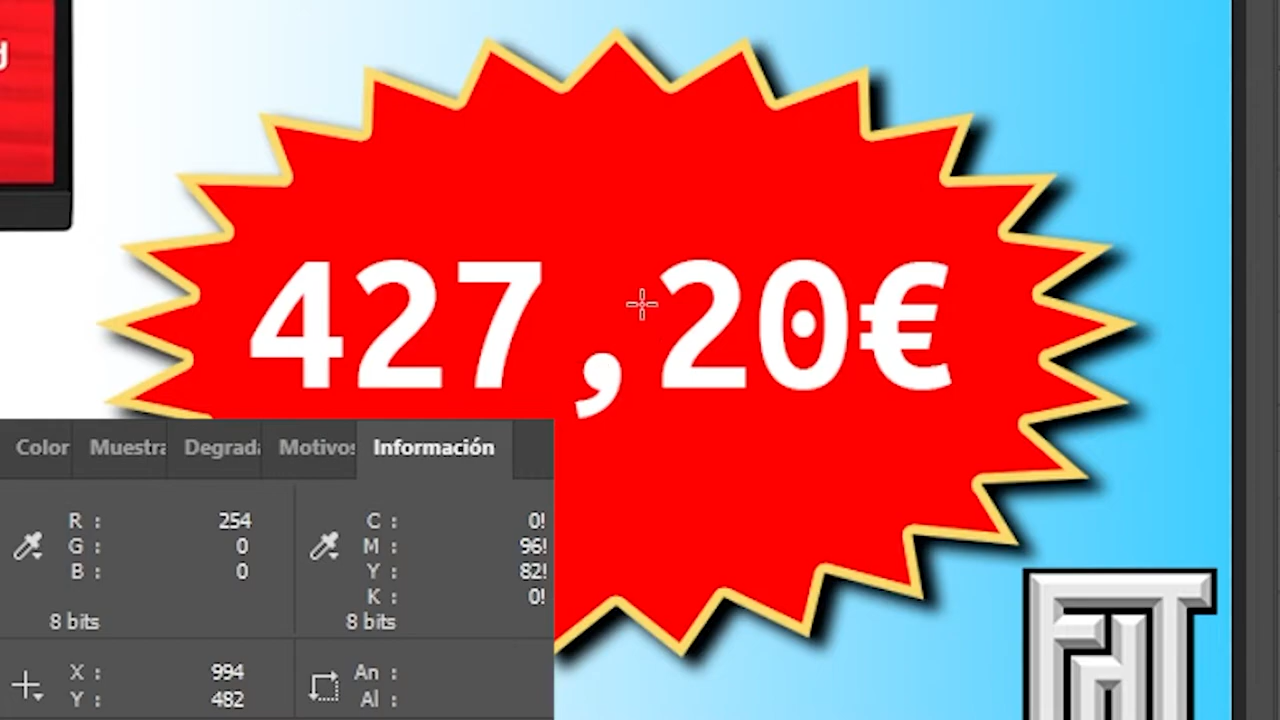 427,20€
Color Muestra Degrada Motivos Información
R : 254 C : 0!
G : 0 M : 96!
B : 0 Y : 82!
K : 0!
8 bits 8 bits
X : 994 An :
Y : 482 Al :